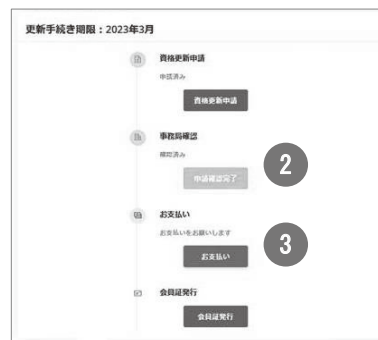 更新手続き期限：2023年3月
資格更新申請
申請済み
資格更新申請
事務局確認
確認済み
申請確認完了
2
お支払い
お支払いをお願いします
お支払い
3
会員証発行
会員証発行